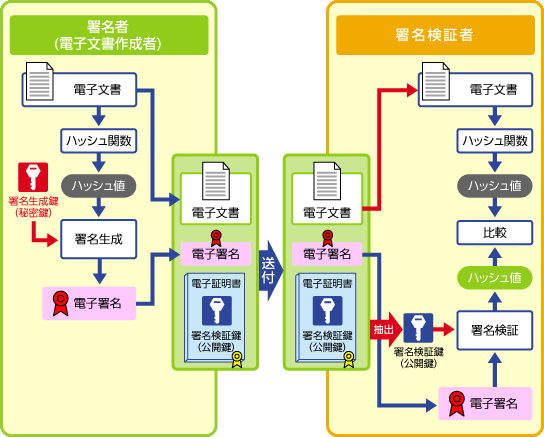 署名者
(電子文書作成者)
電子文書
ハッシュ関数
ハッシュ値
署名生成鍵
(秘密鍵)
署名生成
電子署名
電子文書
電子署名
電子証明書
署名検証鍵
(公開鍵)
送付
電子文書
電子署名
電子証明書
署名検証鍵
(公開鍵)
署名検証者
電子文書
ハッシュ関数
ハッシュ値
比較
ハッシュ値
抽出
署名検証鍵
(公開鍵)
署名検証
電子署名